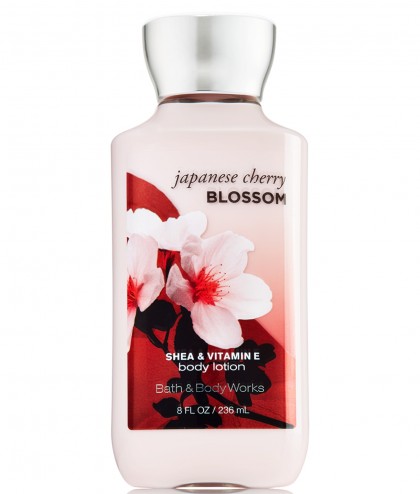 japanese cherry
BLOSSOM
SHEA & VITAMIN E
body lotion
Bath & Body Works
8 FL OZ / 236 mL